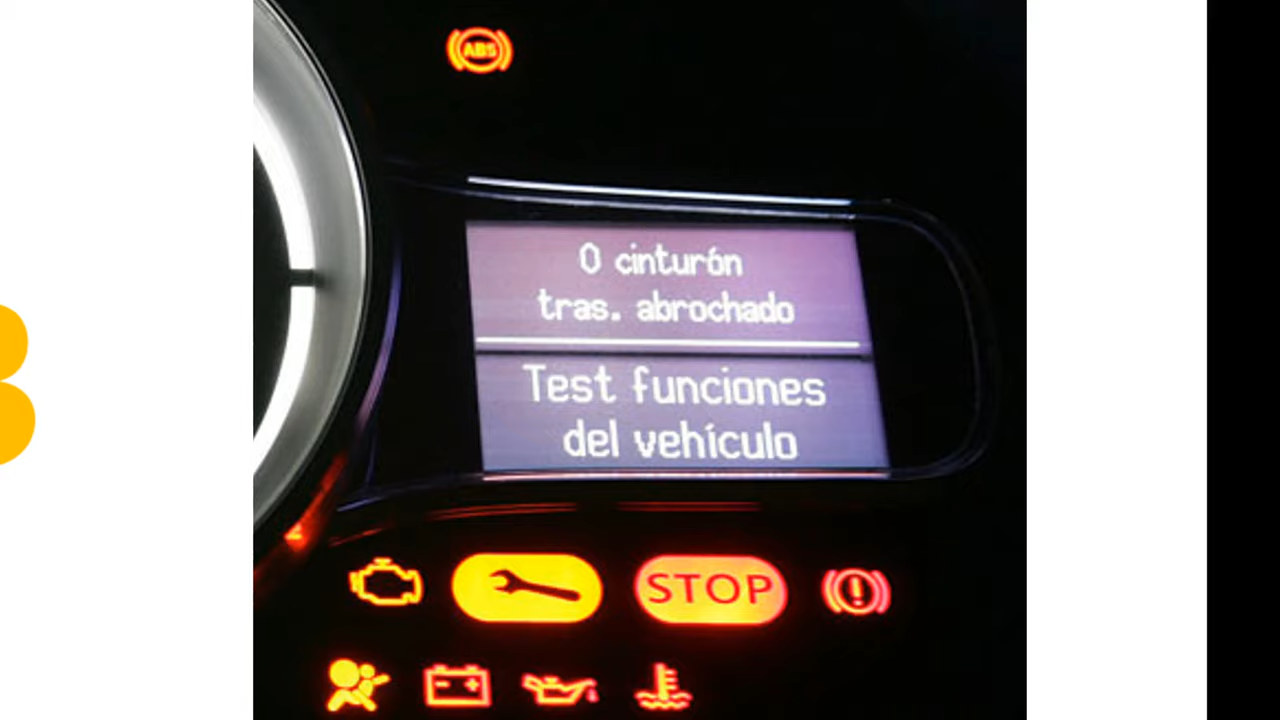 ABS
0 cinturón
tras. abrochado
Test funciones
del vehículo
STOP